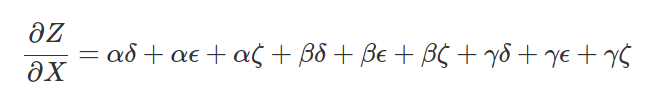 ∂Z/∂X = αδ + αϵ + αζ + βδ + βϵ + βζ + γδ + γϵ + γζ